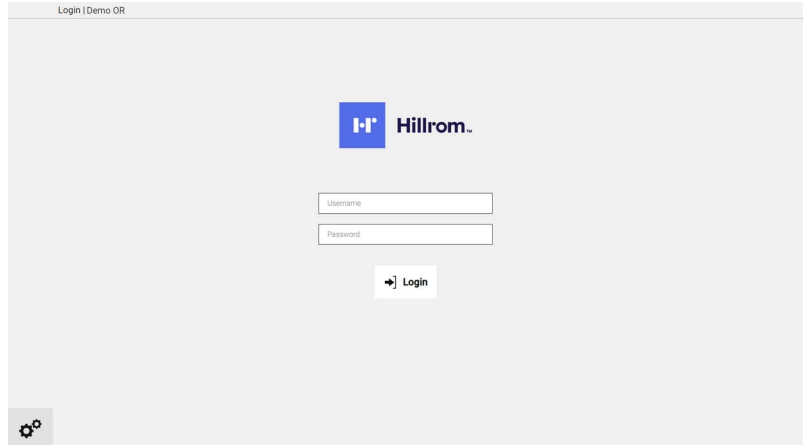 Login | Demo OR
Hillrom™
Username
Password
Login